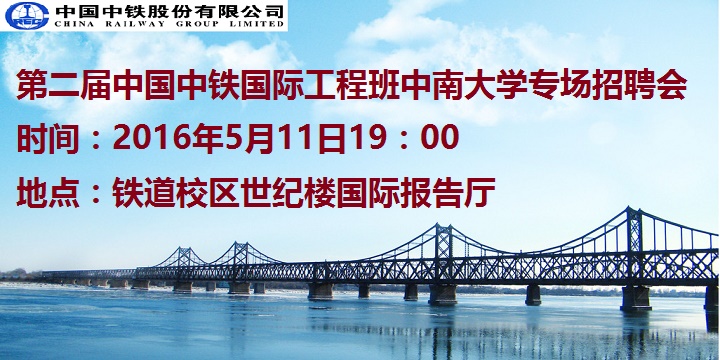 中国中铁股份有限公司
CHINA RAILWAY GROUP LIMITED
第二届中国中铁国际工程班中南大学专场招聘会
时间：2016年5月11日19：00
地点：铁道校区世纪楼国际报告厅